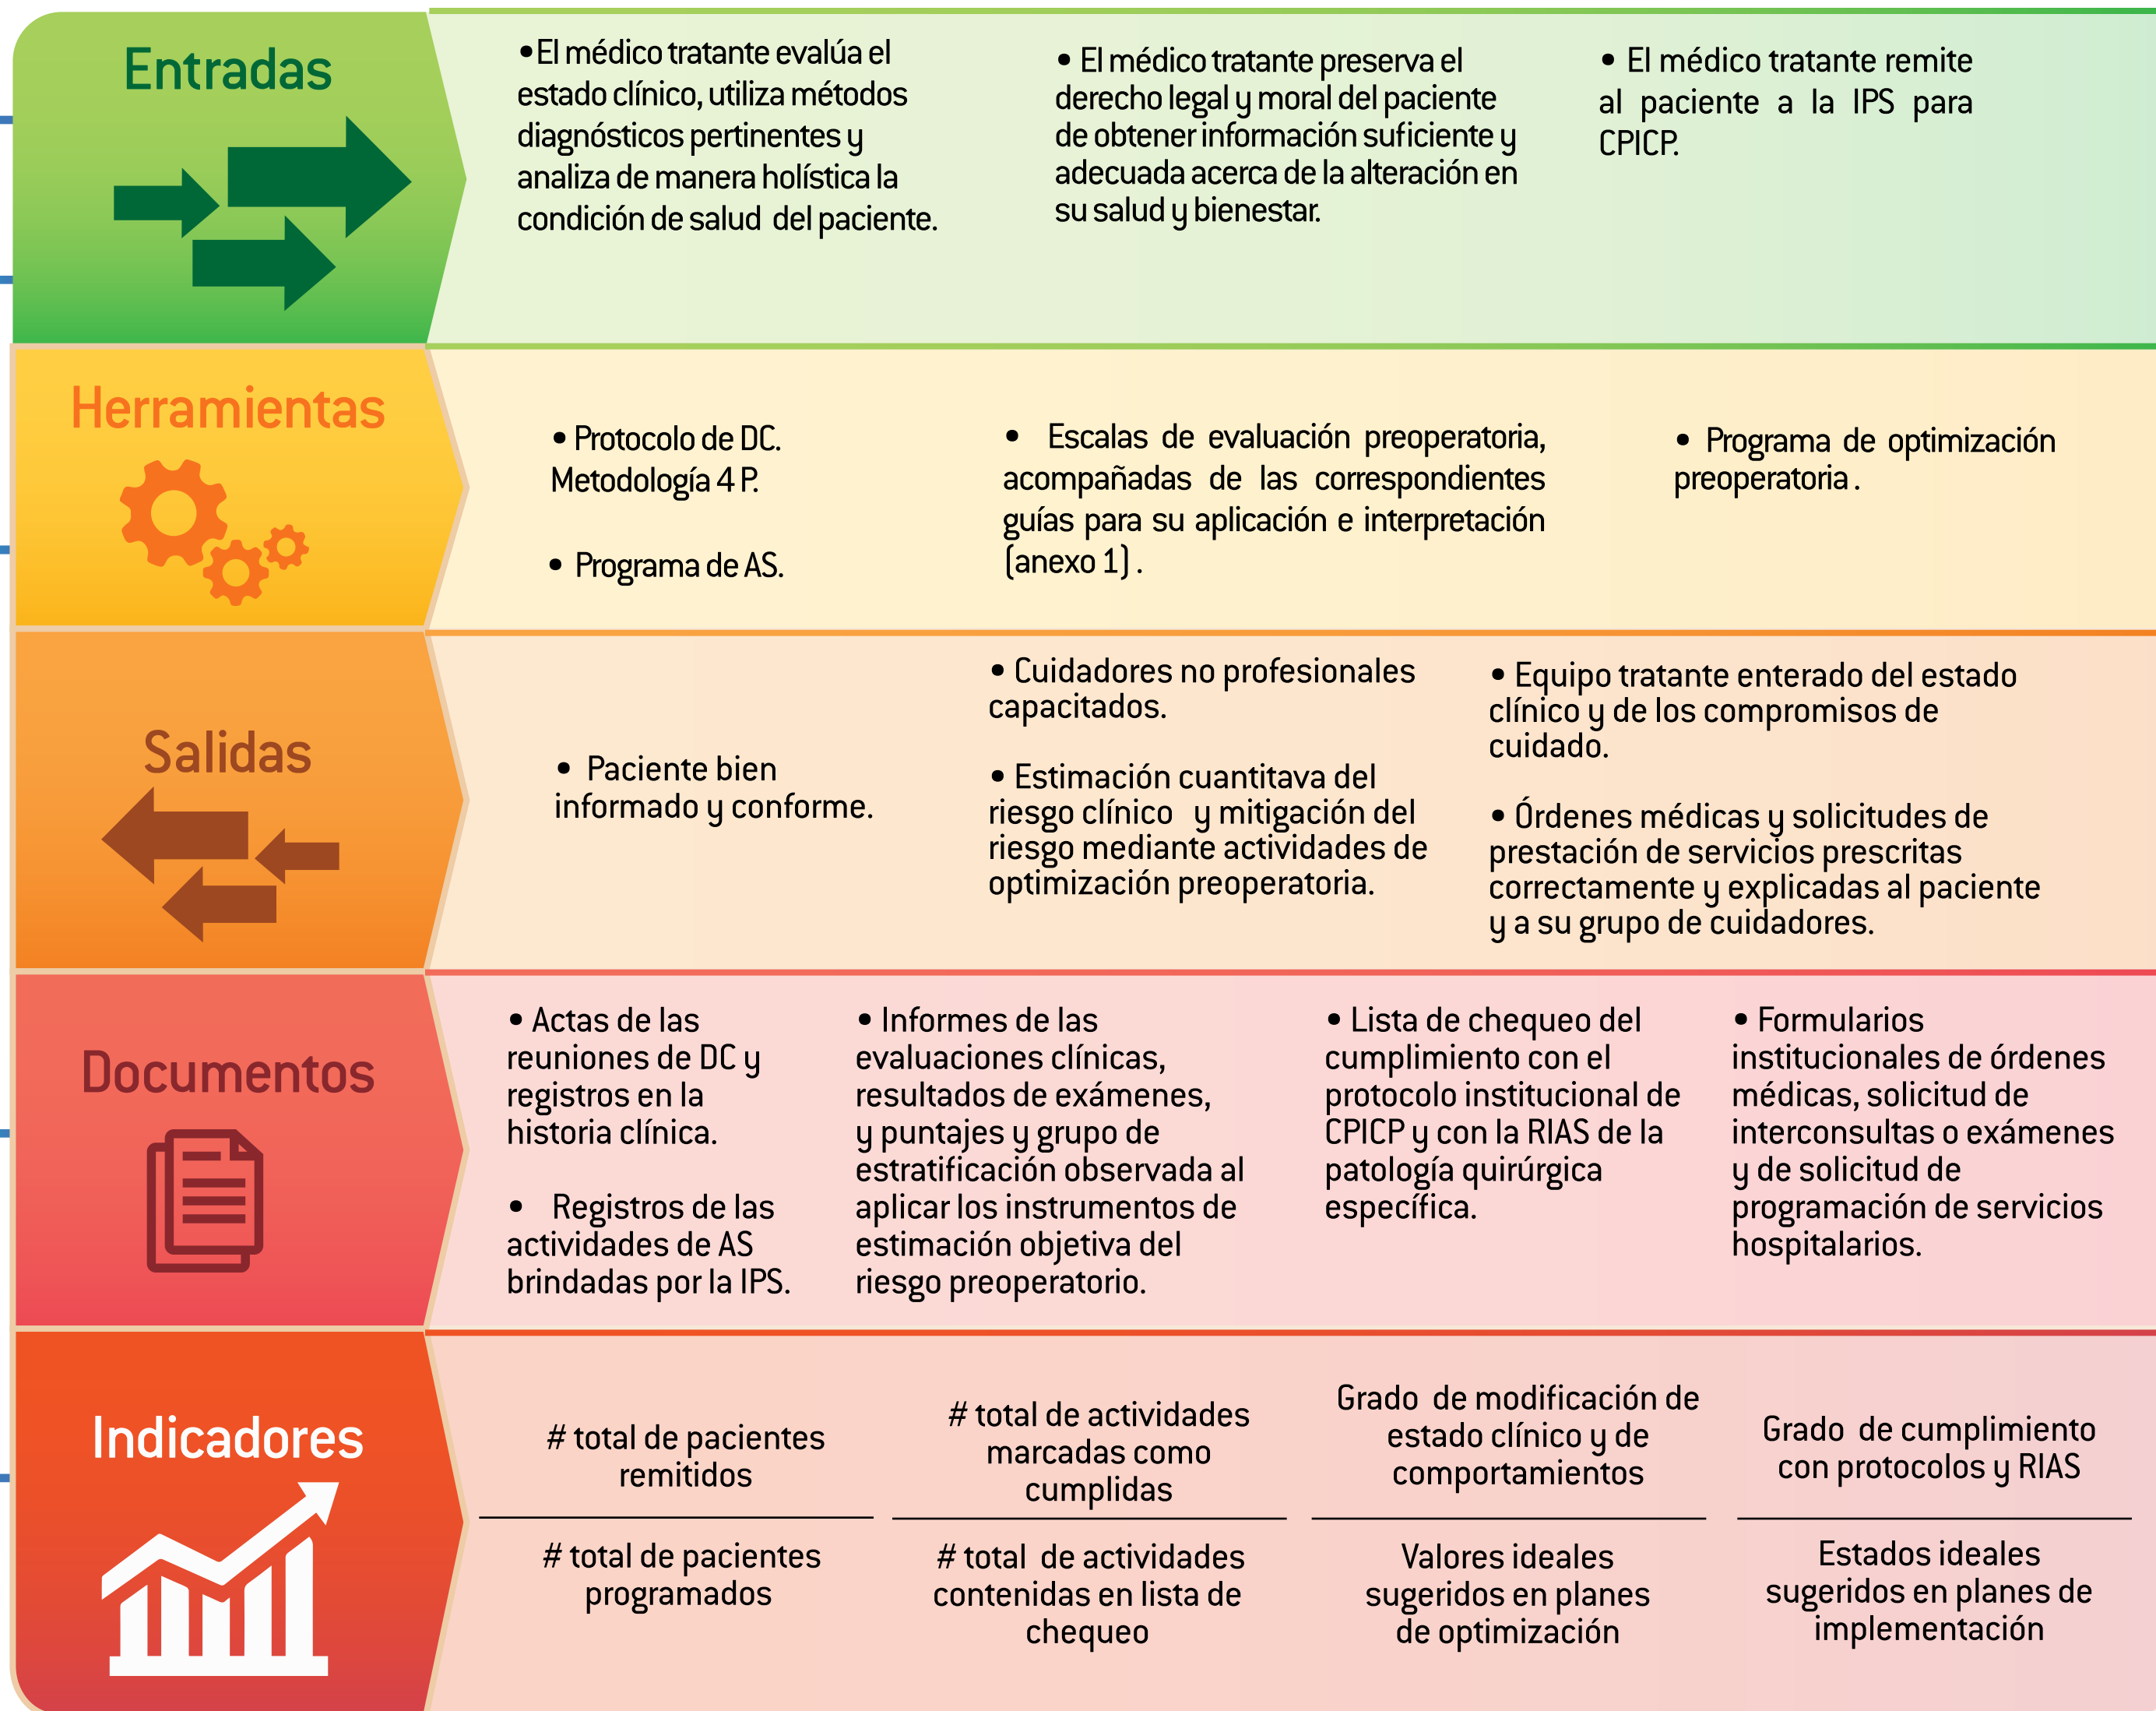 Entradas
•El médico tratante evalúa el
estado clínico, utiliza métodos
diagnósticos pertinentes y
analiza de manera holística la
condición de salud del paciente.
• El médico tratante preserva el
derecho legal y moral del paciente
de obtener información suficiente y
adecuada acerca de la alteración en
su salud y bienestar.
• El médico tratante remite
al paciente a la IPS para
CPICP.
Herramientas
• Protocolo de DC.
Metodología 4 P.
• Programa de AS.
• Escalas de evaluación preoperatoria,
acompañadas de las correspondientes
guías para su aplicación e interpretación
(anexo 1) .
• Programa de optimización
preoperatoria .
Salidas
• Paciente bien
informado y conforme.
• Cuidadores no profesionales
capacitados.
• Estimación cuantitava del
riesgo clínico y mitigación del
riesgo mediante actividades de
optimización preoperatoria.
• Equipo tratante enterado del estado
clínico y de los compromisos de
cuidado.
• Órdenes médicas y solicitudes de
prestación de servicios prescritas
correctamente y explicadas al paciente
y a su grupo de cuidadores.
Documentos
• Actas de las
reuniones de DC y
registros en la
historia clínica.
• Registros de las
actividades de AS
brindadas por la IPS.
• Informes de las
evaluaciones clínicas,
resultados de exámenes,
y puntajes y grupo de
estratificación observada al
aplicar los instrumentos de
estimación objetiva del
riesgo preoperatorio.
• Lista de chequeo del
cumplimiento con el
protocolo institucional de
CPICP y con la RIAS de la
patología quirúrgica
específica.
• Formularios
institucionales de órdenes
médicas, solicitud de
interconsultas o exámenes
y de solicitud de
programación de servicios
hospitalarios.
Indicadores
# total de pacientes
remitidos
# total de pacientes
programados
# total de actividades
marcadas como
cumplidas
# total de actividades
contenidas en lista de
chequeo
Grado de modificación de
estado clínico y de
comportamientos
Valores ideales
sugeridos en planes
de optimización
Grado de cumplimiento
con protocolos y RIAS
Estados ideales
sugeridos en planes de
implementación